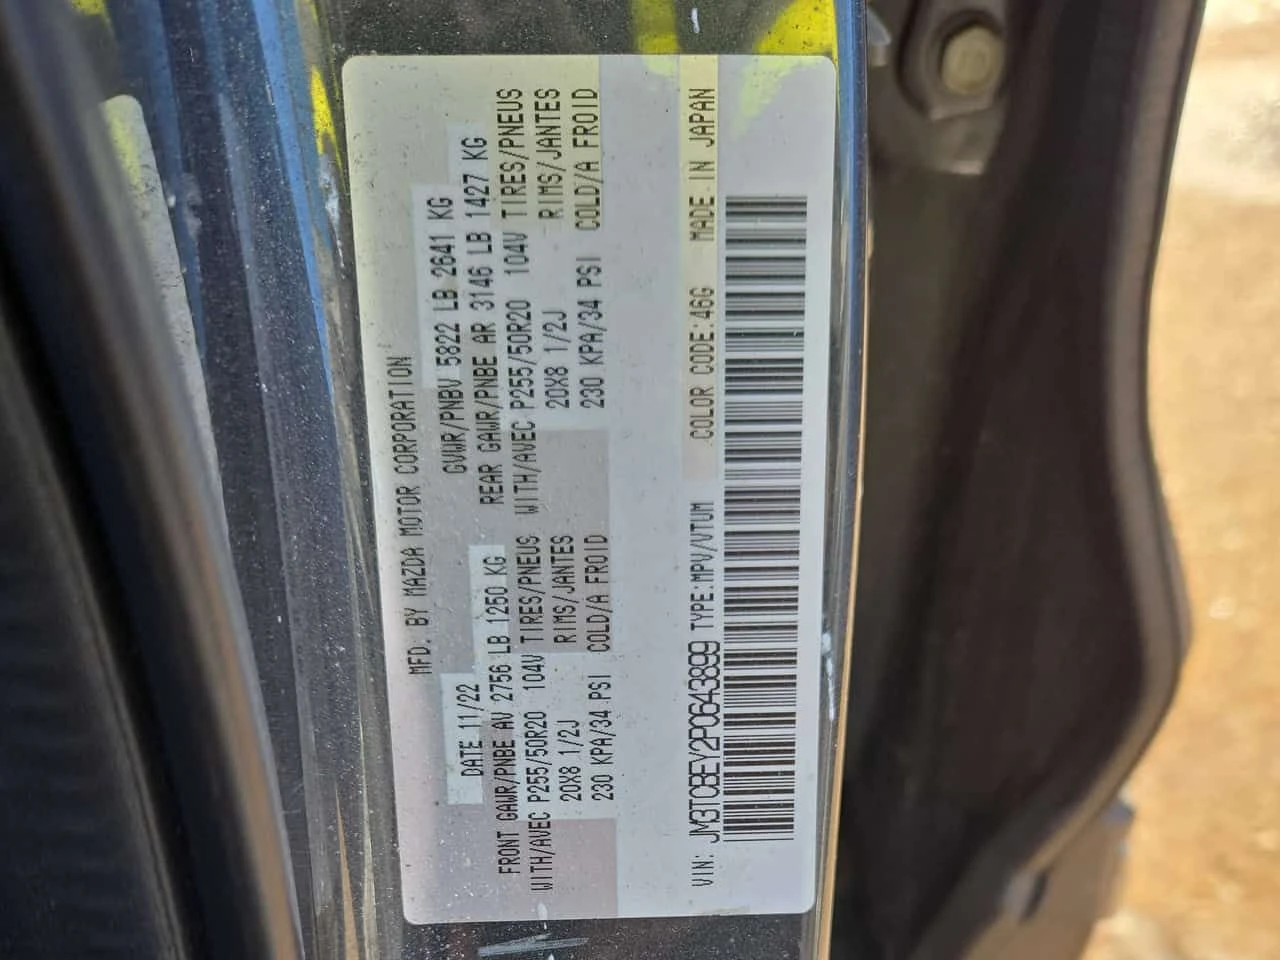 MFD. BY MAZDA MOTOR CORPORATION
DATE 11/22 GVWR/PNBV 5822 LB 2641 KG
FRONT GAWR/PNBE AV 2756 LB 1250 KG REAR GAWR/PNBE AR 3146 LB 1427 KG
WITH/AVEC P255/50R20 104V TIRES/PNEUS WITH/AVEC P255/50R20 104V TIRES/PNEUS
20X8 1/2J RIMS/JANTES 20X8 1/2J RIMS/JANTES
230 KPA/34 PSI COLD/A FROID 230 KPA/34 PSI COLD/A FROID
VIN: JM3TCBEY2P0643899 TYPE:MPV/VTUM COLOR CODE:46G MADE IN JAPAN